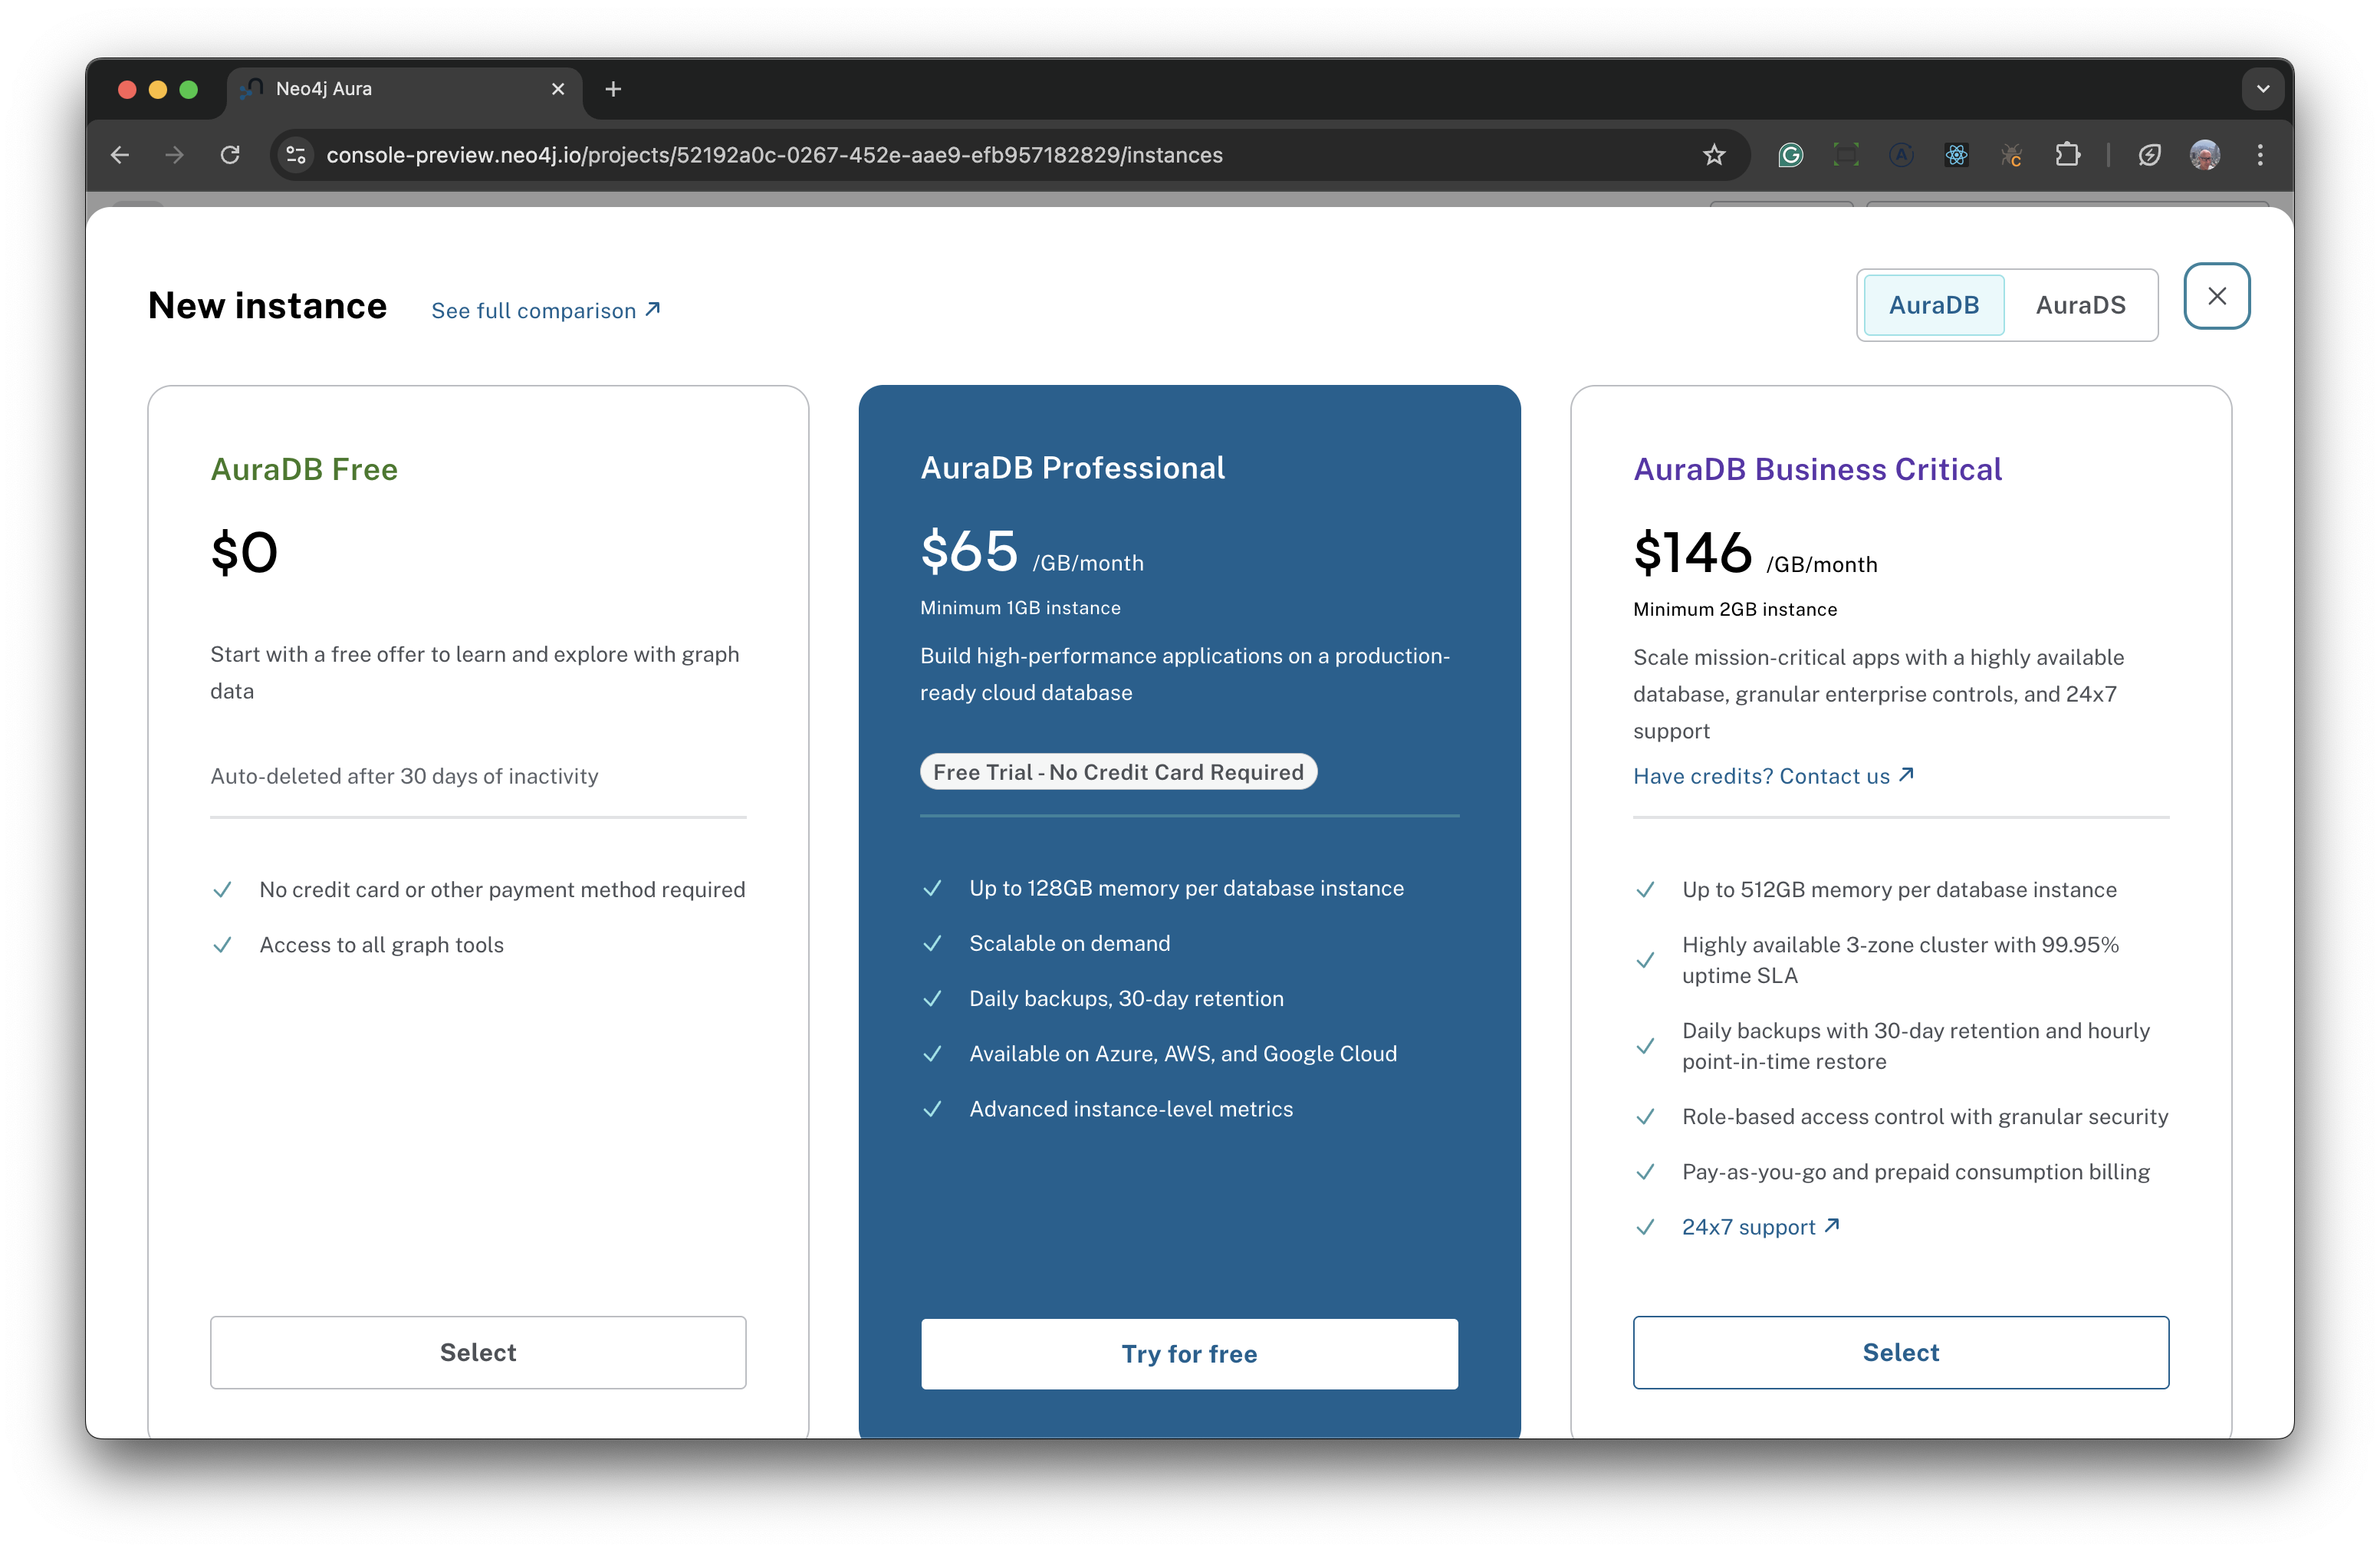 Neo4j Aura
console-preview.neo4j.io/projects/52192a0c-0267-452e-aae9-efb957182829/instances
New instance
See full comparison
AuraDB
AuraDS
AuraDB Free
$0
Start with a free offer to learn and explore with graph
data
Auto-deleted after 30 days of inactivity
No credit card or other payment method required
Access to all graph tools
Select
AuraDB Professional
$65 /GB/month
Minimum 1GB instance
Build high-performance applications on a production-
ready cloud database
Free Trial - No Credit Card Required
Up to 128GB memory per database instance
Scalable on demand
Daily backups, 30-day retention
Available on Azure, AWS, and Google Cloud
Advanced instance-level metrics
Try for free
AuraDB Business Critical
$146 /GB/month
Minimum 2GB instance
Scale mission-critical apps with a highly available
database, granular enterprise controls, and 24x7
support
Have credits? Contact us
Up to 512GB memory per database instance
Highly available 3-zone cluster with 99.95%
uptime SLA
Daily backups with 30-day retention and hourly
point-in-time restore
Role-based access control with granular security
Pay-as-you-go and prepaid consumption billing
24x7 support
Select